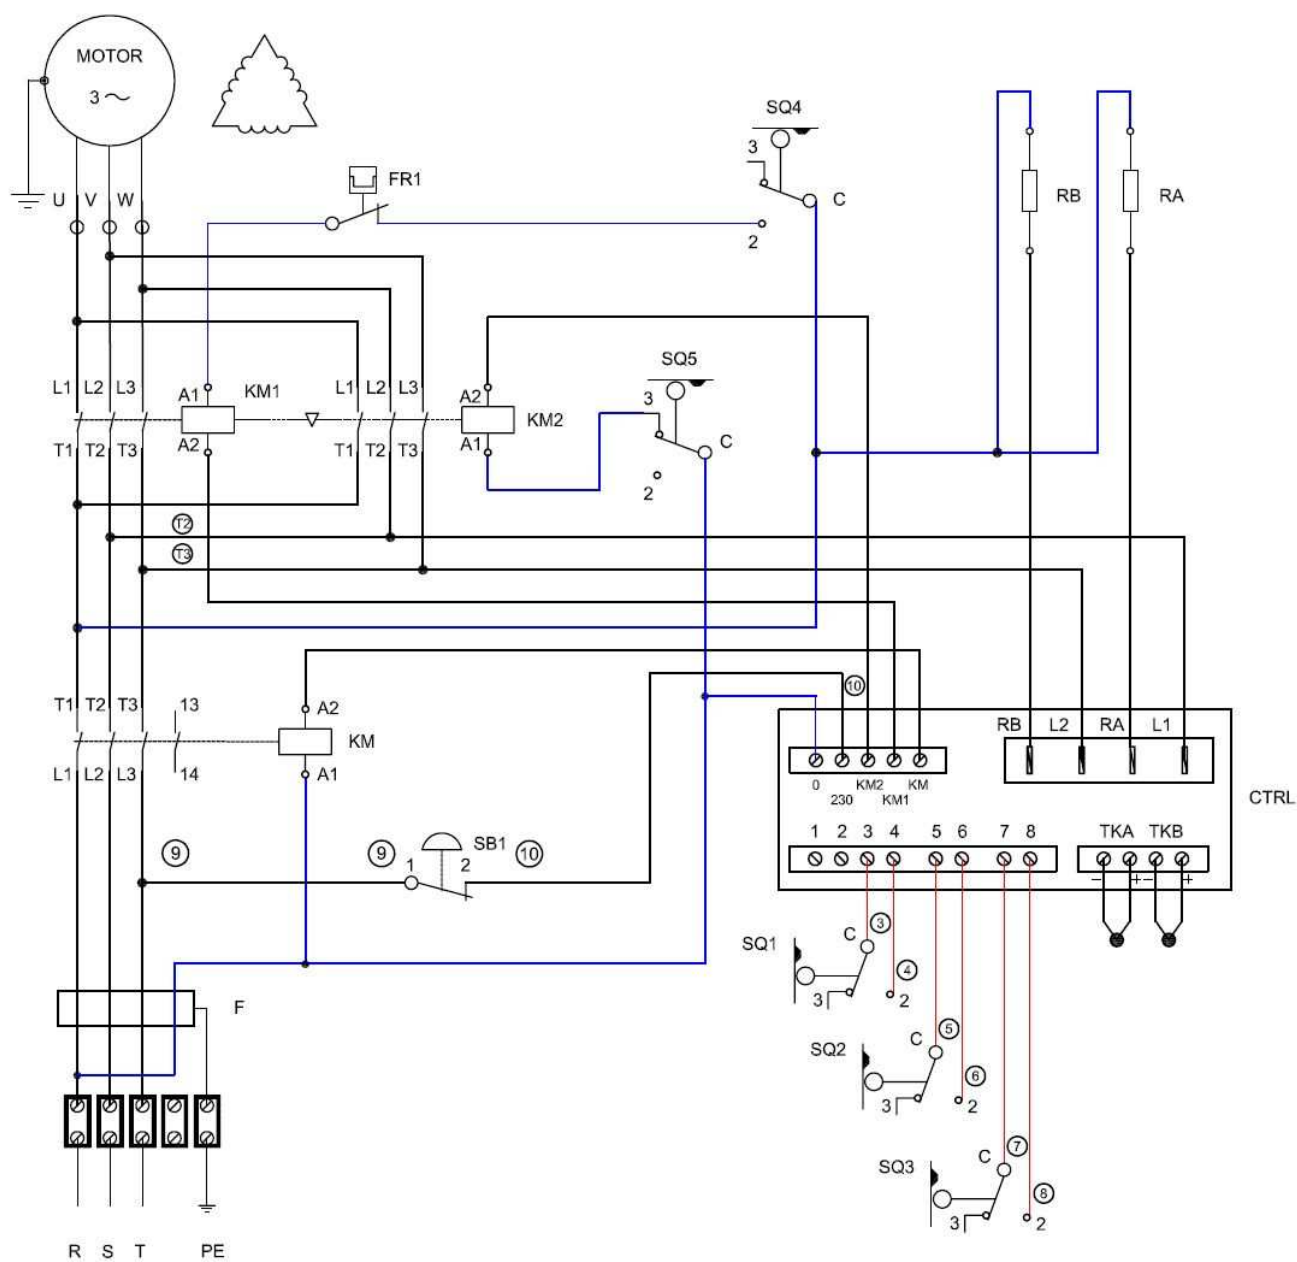 MOTOR
3
SQ4
3
FR1
C
RB
RA
U V W
2
SQ5
L1 L2 L3
A1
KM1
L1 L2 L3
A2
3
KM2
C
T1 T2 T3
A2
T1 T2 T3
A1
2
T2
T3
10
T1 T2 T3
13
A2
KM
RB L2 RA L1
L1 L2 L3
14
A1
0
230
KM2
KM1
KM
CTRL
1 2 3 4 5 6 7 8
TKA TKB
9
9
1
SB1
2
10
- + - +
SQ1
C
3
4
3
2
F
SQ2
C
5
6
3
2
SQ3
C
7
8
3
2
R S T PE